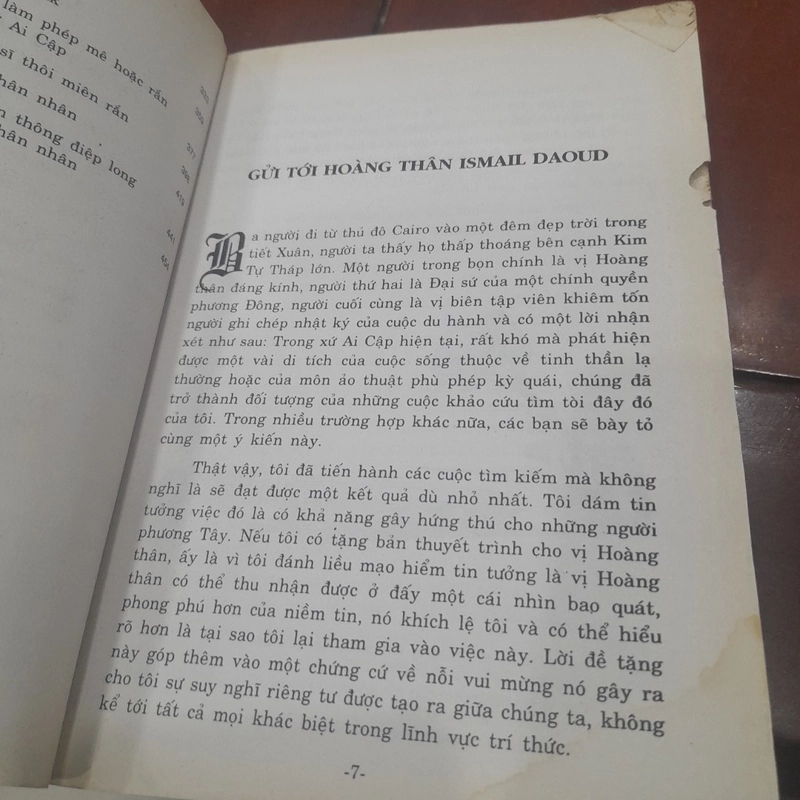 làm phép mê hoặc rắn
Ai Cập 323
sĩ thôi miên rắn 350
hân nhân 377
thông điệp long 392
hân nhân 419
441
454
GỬI TỚI HOÀNG THÂN ISMAIL DAOUD
Ba người đi từ thủ đô Cairo vào một đêm đẹp trời trong
tiết Xuân, người ta thấy họ thấp thoáng bên cạnh Kim
Tự Tháp lớn. Một người trong bọn chính là vị Hoàng
thân đáng kính, người thứ hai là Đại sứ của một chính quyền
phương Đông, người cuối cùng là vị biên tập viên khiêm tốn
người ghi chép nhật ký của cuộc du hành và có một lời nhận
xét như sau: Trong xứ Ai Cập hiện tại, rất khó mà phát hiện
được một vài di tích của cuộc sống thuộc về tinh thần lạ
thường hoặc của môn ảo thuật phù phép kỳ quái, chúng đã
trở thành đối tượng của những cuộc khảo cứu tìm tòi đây đó
của tôi. Trong nhiều trường hợp khác nữa, các bạn sẽ bày tỏ
cùng một ý kiến này.
Thật vậy, tôi đã tiến hành các cuộc tìm kiếm mà không
nghĩ là sẽ đạt được một kết quả dù nhỏ nhất. Tôi dám tin
tưởng việc đó là có khả năng gây hứng thú cho những người
phương Tây. Nếu tôi có tặng bản thuyết trình cho vị Hoàng
thân, ấy là vì tôi đánh liều mạo hiểm tin tưởng là vị Hoàng
thân có thể thu nhận được ở đấy một cái nhìn bao quát,
phong phú hơn của niềm tin, nó khích lệ tôi và có thể hiểu
rõ hơn là tại sao tôi lại tham gia vào việc này. Lời đề tặng
này góp thêm vào một chứng cứ về nỗi vui mừng nó gây ra
cho tôi sự suy nghĩ riêng tư được tạo ra giữa chúng ta, không
kể tới tất cả mọi khác biệt trong lĩnh vực trí thức.
-7-